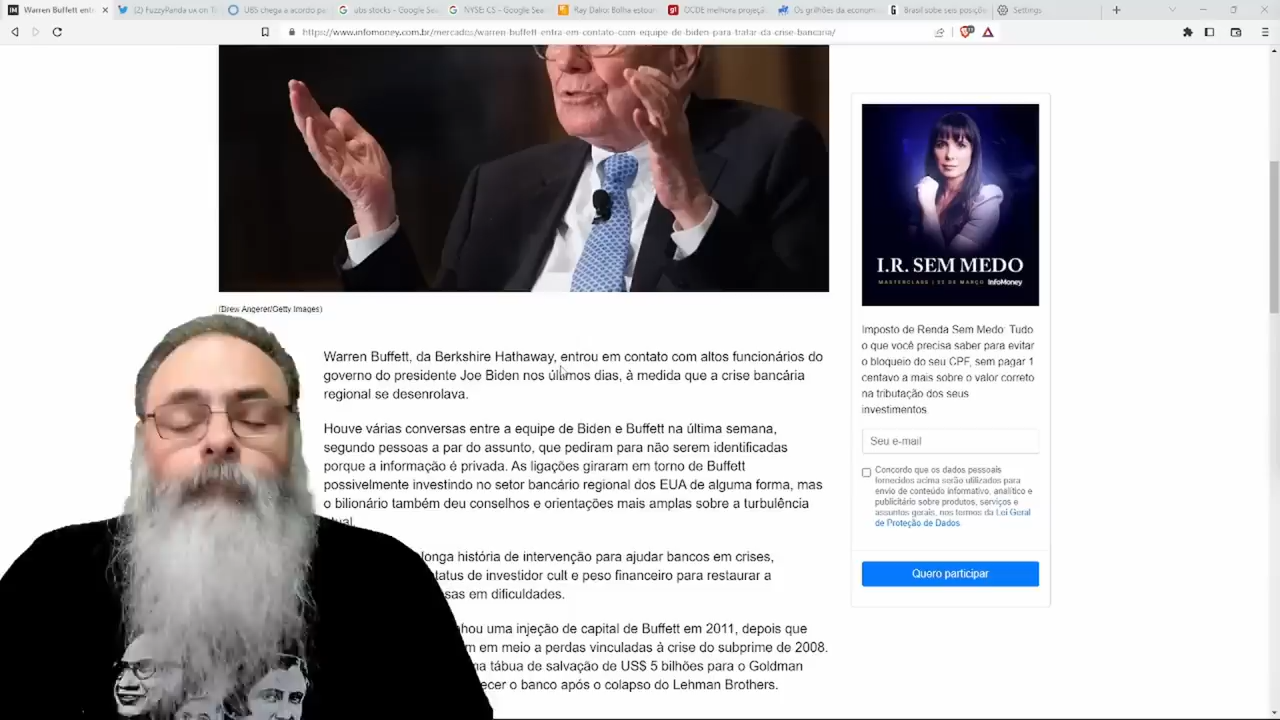 Warren Buffett ent
(2) FuzzyPanda on T
UBS chega a acordo pa
ubs stocks - Google Sea
NYSE: CS - Google Sea
Ray Dalio: Bolha estour
OCDE melhora projeçã
Os grilhões da econom
Brasil sobe seis posiçõ
Settings
https://www.infomoney.com.br/mercados/warren-buffett-entra-em-contato-com-equipe-de-biden-para-tratar-da-crise-bancaria/
(Drew Angerer/Getty Images)
Warren Buffett, da Berkshire Hathaway, entrou em contato com altos funcionários do
governo do presidente Joe Biden nos últimos dias, à medida que a crise bancária
regional se desenrolava.
Houve várias conversas entre a equipe de Biden e Buffett na última semana,
segundo pessoas a par do assunto, que pediram para não serem identificadas
porque a informação é privada. As ligações giraram em torno de Buffett
possivelmente investindo no setor bancário regional dos EUA de alguma forma, mas
o bilionário também deu conselhos e orientações mais amplas sobre a turbulência
longa história de intervenção para ajudar bancos em crises,
tatus de investidor cult e peso financeiro para restaurar a
sas em dificuldades.
hou uma injeção de capital de Buffett em 2011, depois que
m em meio a perdas vinculadas à crise do subprime de 2008.
na tábua de salvação de US$ 5 bilhões para o Goldman
ecer o banco após o colapso do Lehman Brothers.
I.R. SEM MEDO
MASTERCLASS | 23 DE MARÇO InfoMoney
Imposto de Renda Sem Medo: Tudo
o que você precisa saber para evitar
o bloqueio do seu CPF, sem pagar 1
centavo a mais sobre o valor correto
na tributação dos seus
investimentos
Seu e-mail
Concordo que os dados pessoais
fornecidos acima serão utilizados para
envio de conteúdo informativo, analítico e
publicitário sobre produtos, serviços e
assuntos gerais, nos termos da Lei Geral
de Proteção de Dados.
Quero participar